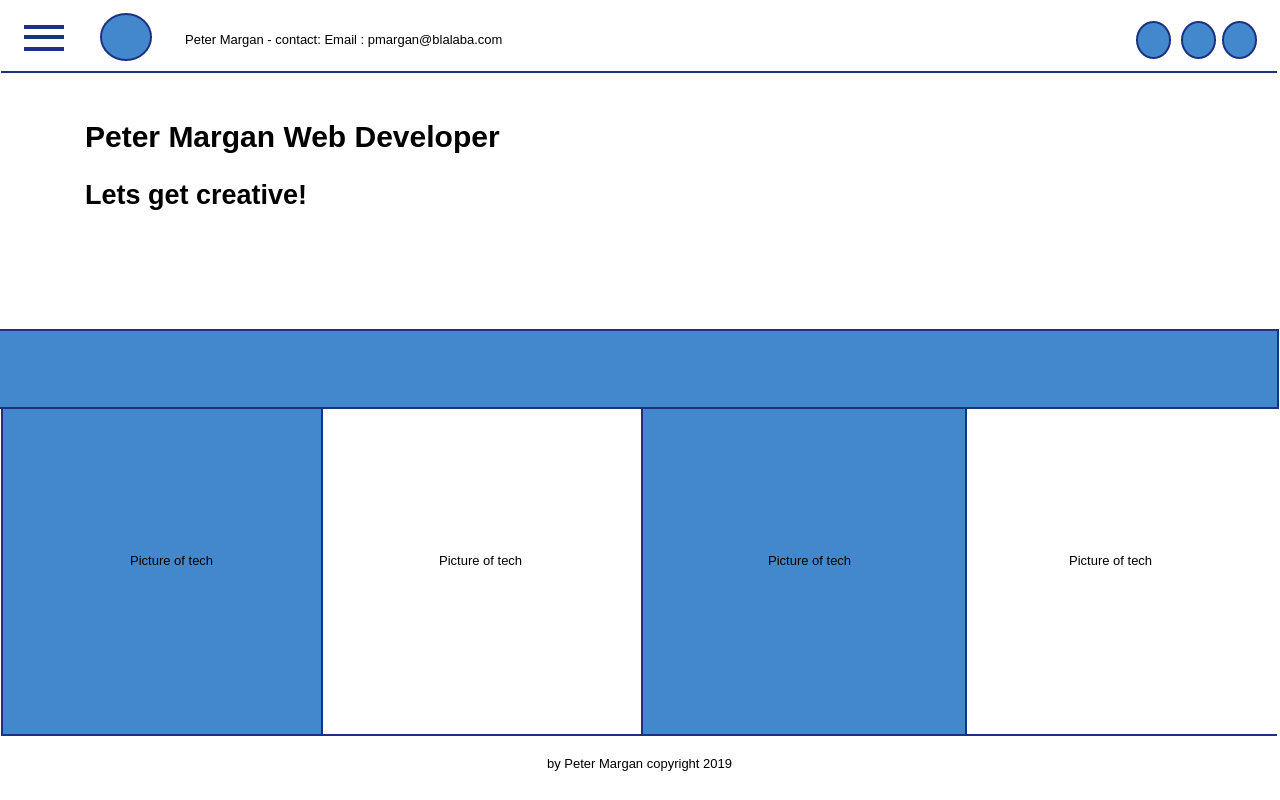 Peter Margan - contact: Email : pmargan@blalaba.com
Peter Margan Web Developer
Lets get creative!
Picture of tech
Picture of tech
Picture of tech
Picture of tech
by Peter Margan copyright 2019